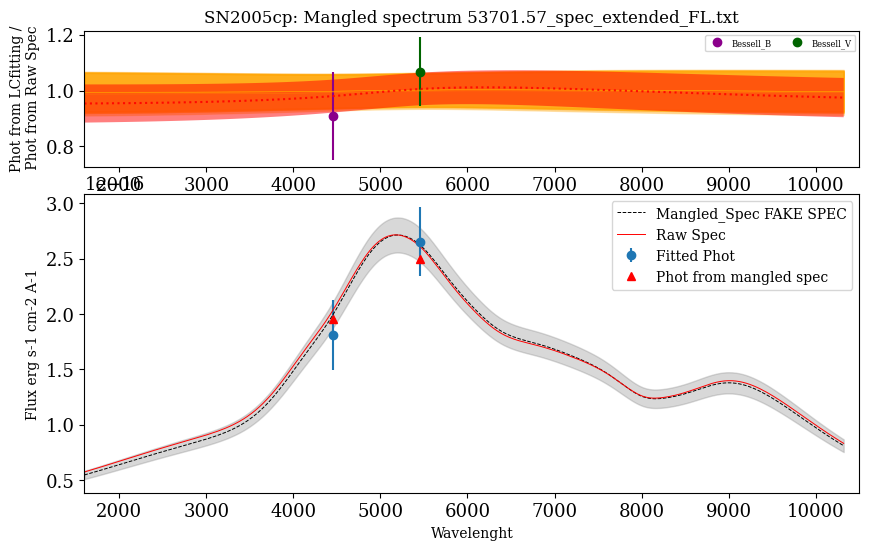 SN2005cp: Mangled spectrum 53701.57_spec_extended_FL.txt
Phot from LCfitting /
Phot from Raw Spec
1.2
1.0
0.8
Bessell_B
Bessell_V
2000 3000 4000 5000 6000 7000 8000 9000 10000
1e−16
Flux erg s-1 cm-2 A-1
3.0
2.5
2.0
1.5
1.0
0.5
Mangled_Spec FAKE SPEC
Raw Spec
Fitted Phot
Phot from mangled spec
2000 3000 4000 5000 6000 7000 8000 9000 10000
Wavelenght